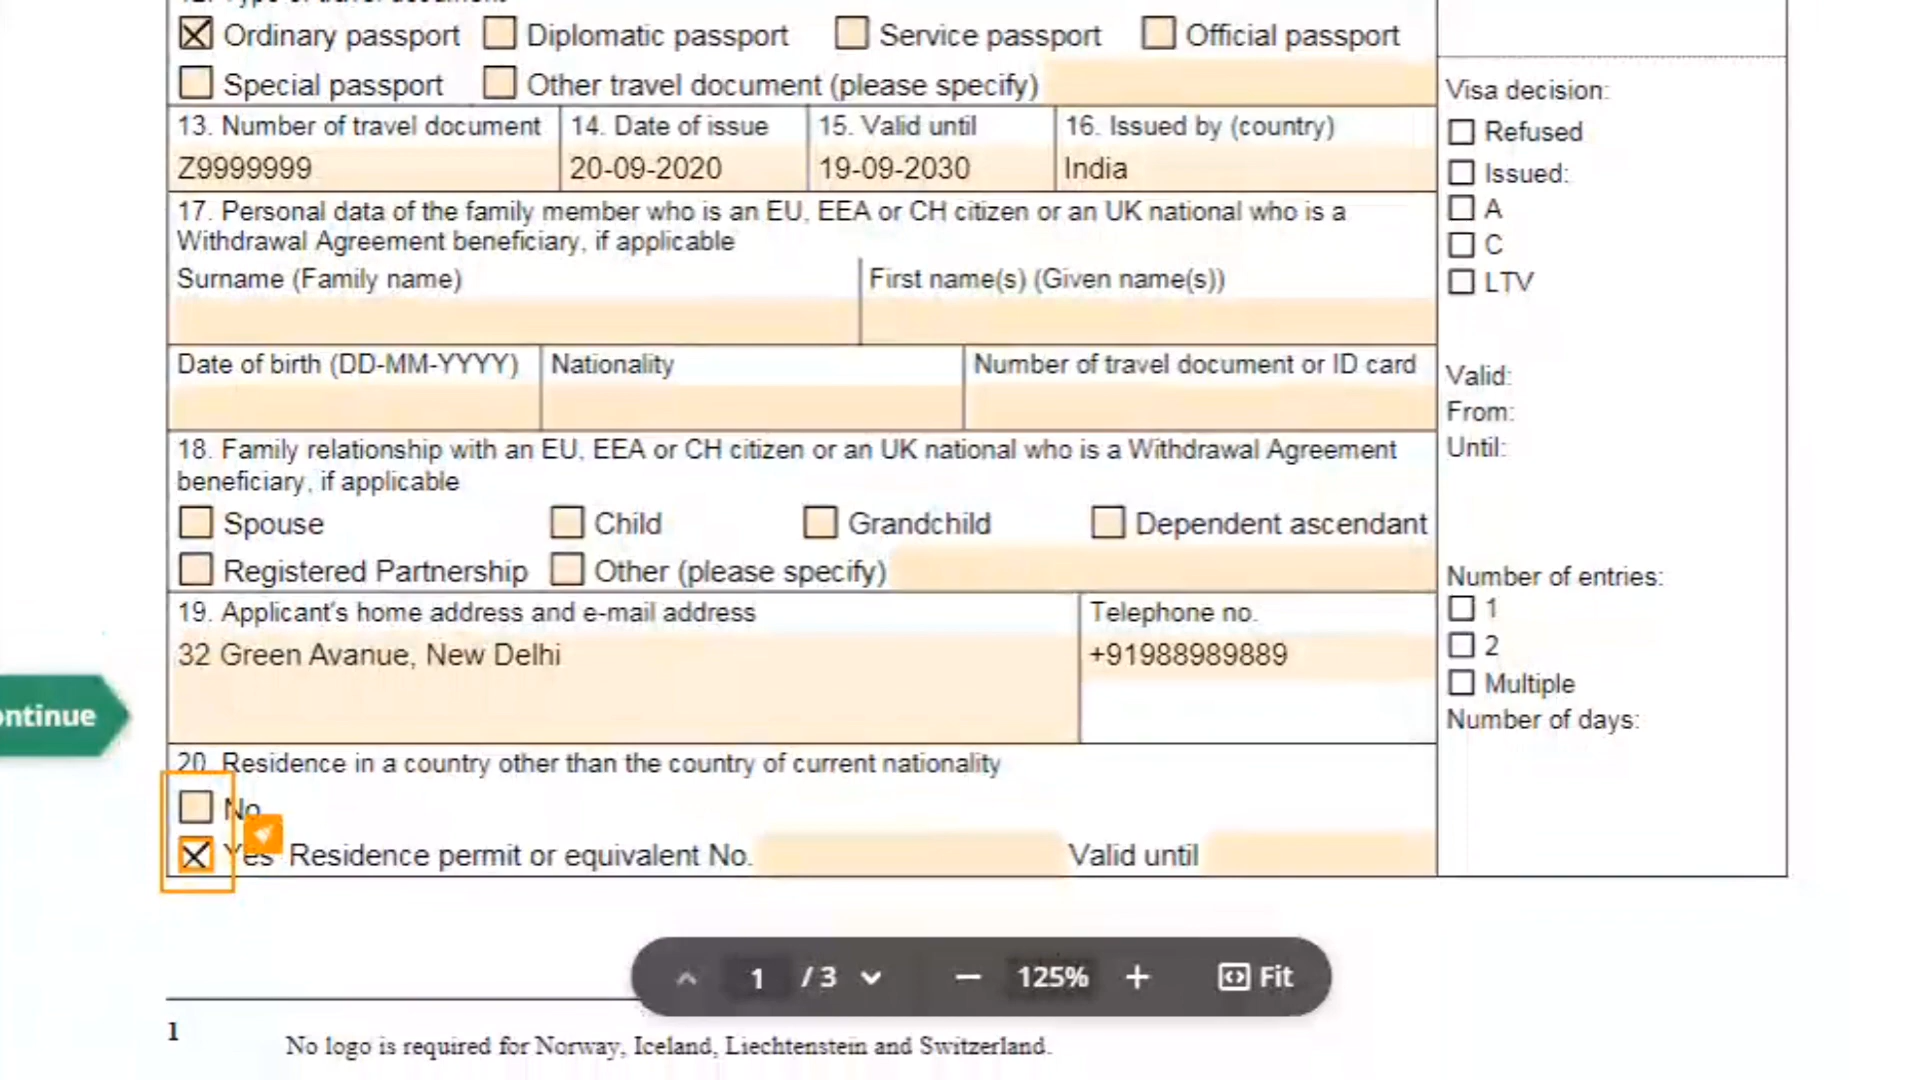 Ordinary passport Diplomatic passport Service passport Official passport
Special passport Other travel document (please specify)
13. Number of travel document 14. Date of issue 15. Valid until 16. Issued by (country)
Z9999999 20-09-2020 19-09-2030 India
17. Personal data of the family member who is an EU, EEA or CH citizen or an UK national who is a
Withdrawal Agreement beneficiary, if applicable
Surname (Family name) First name(s) (Given name(s))
Date of birth (DD-MM-YYYY) Nationality Number of travel document or ID card
18. Family relationship with an EU, EEA or CH citizen or an UK national who is a Withdrawal Agreement
beneficiary, if applicable
Spouse Child Grandchild Dependent ascendant
Registered Partnership Other (please specify)
19. Applicant's home address and e-mail address Telephone no.
32 Green Avanue, New Delhi +91988989889
ontinue
20. Residence in a country other than the country of current nationality
No
Yes Residence permit or equivalent No. Valid until
Visa decision:
Refused
Issued:
A
C
LTV
Valid:
From:
Until:
Number of entries:
1
2
Multiple
Number of days:
1 / 3 125% Fit
1 No logo is required for Norway, Iceland, Liechtenstein and Switzerland.